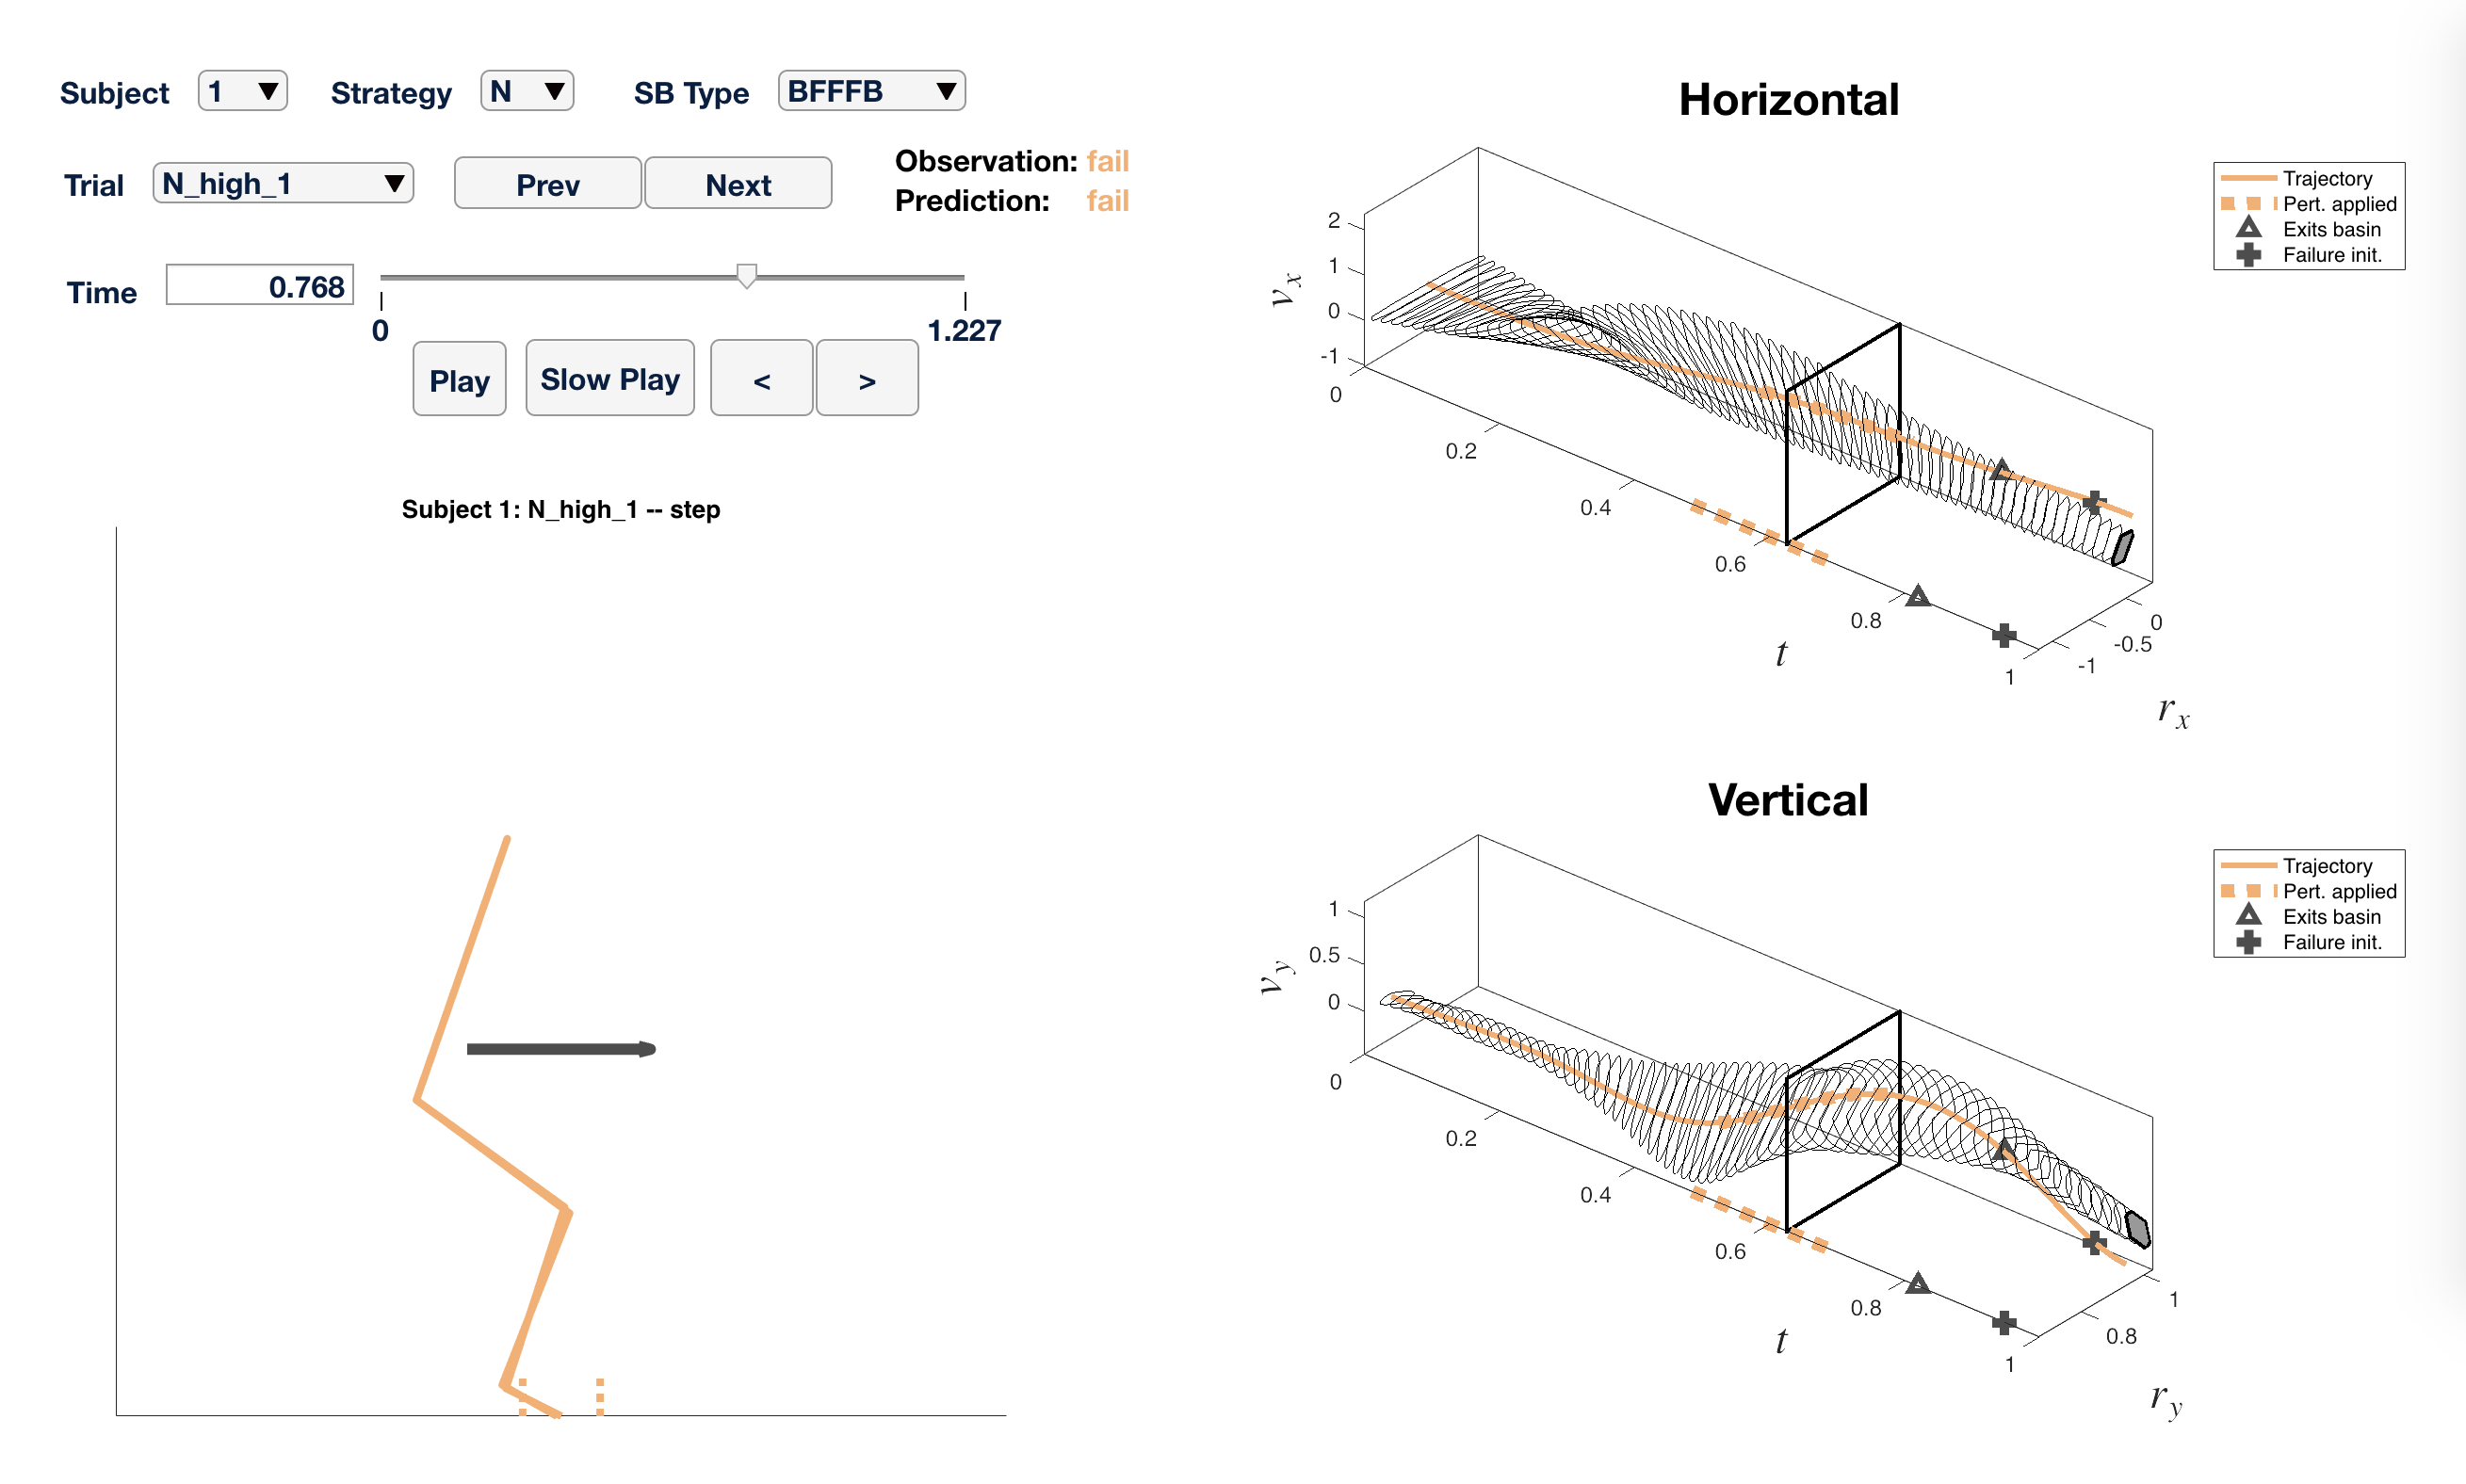 Subject 1 Strategy N SB Type BFFFB
Trial N_high_1 Prev Next
Observation: fail
Prediction: fail
Time 0.768
0 1.227
Play Slow Play < >
Subject 1: N_high_1 -- step
Horizontal
Trajectory
Pert. applied
Exits basin
Failure init.
2
1
0
-1
v x
0
0.2
0.4
0.6
0.8
1
t
0
-0.5
-1
r x
Vertical
Trajectory
Pert. applied
Exits basin
Failure init.
1
0.5
0
v y
0
0.2
0.4
0.6
0.8
1
t
1
0.8
r y